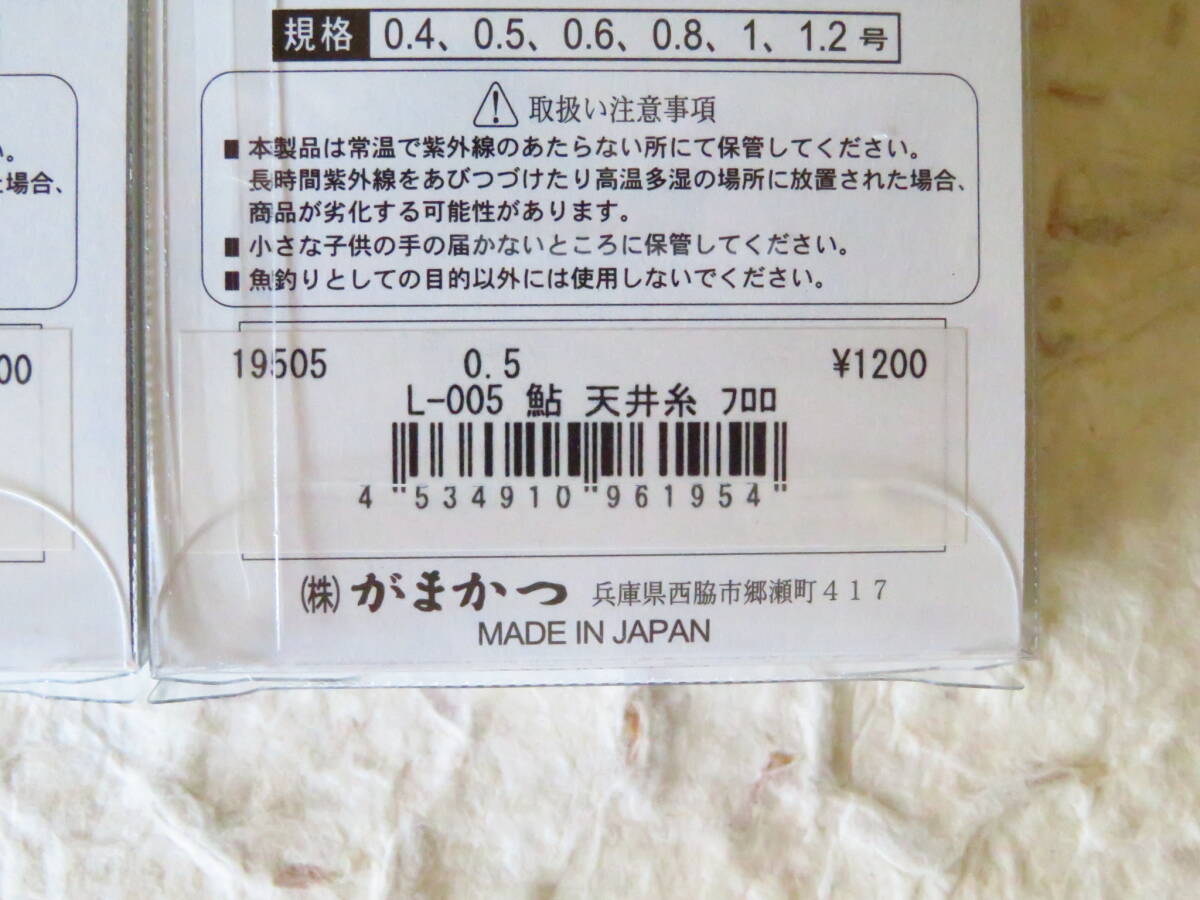 規格 0.4、0.5、0.6、0.8、1、1.2号
取扱い注意事項
■ 本製品は常温で紫外線のあたらない所にて保管してください。
長時間紫外線をあびつづけたり高温多湿の場所に放置された場合、
商品が劣化する可能性があります。
■ 小さな子供の手の届かないところに保管してください。
■ 魚釣りとしての目的以外には使用しないでください。
い。
た場合、
00
19505 0.5 ¥1200
L-005 鮎 天井糸 フロロ
4"534910"961954"
(株) がまかつ 兵庫県西脇市郷瀬町417
MADE IN JAPAN